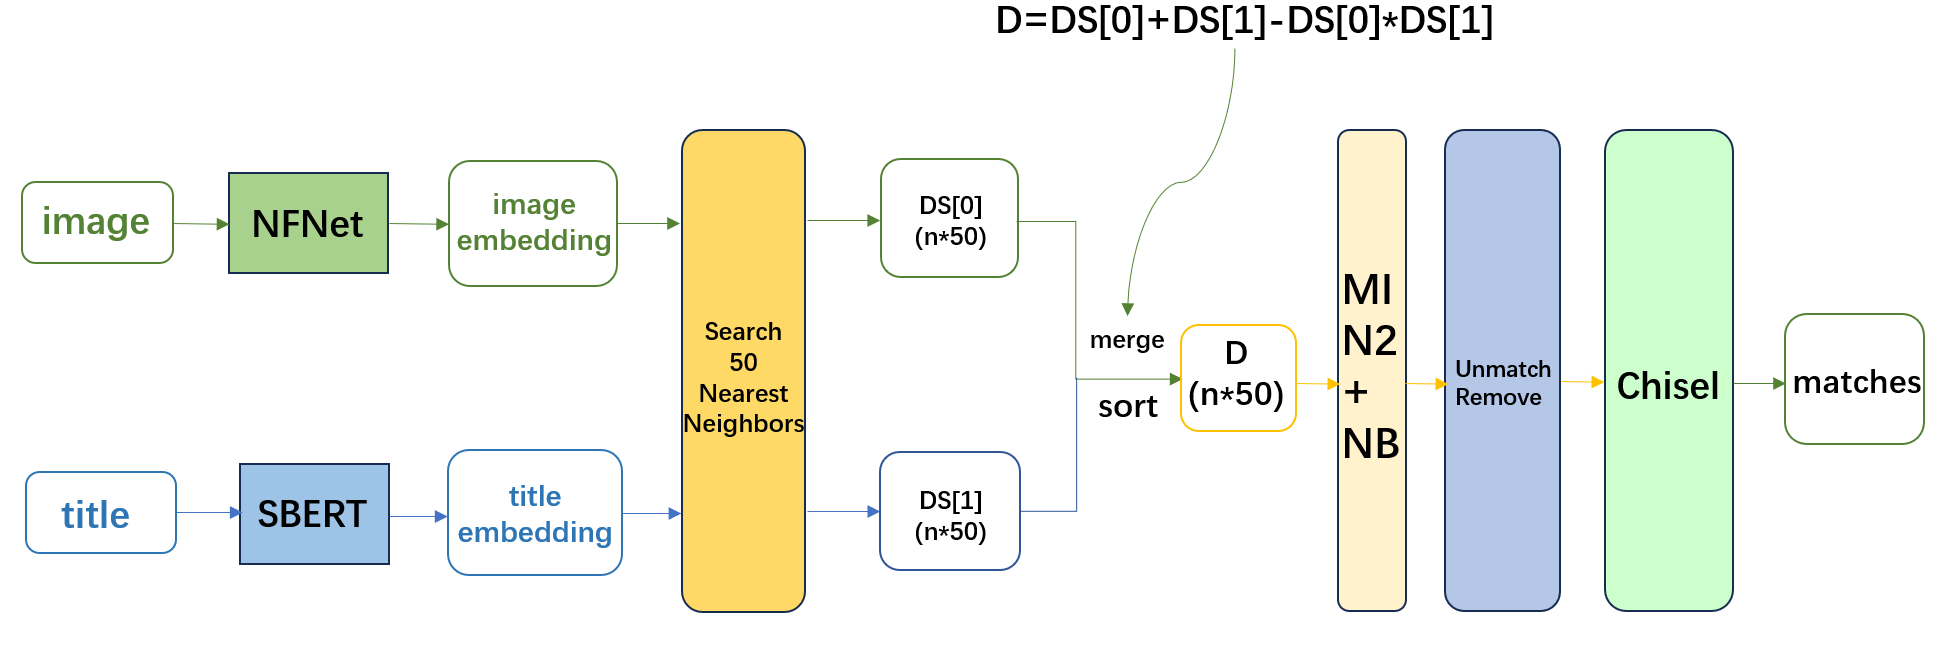 D=DS[0]+DS[1]-DS[0]*DS[1]
image
NFNet
image
embedding
title
SBERT
title
embedding
Search
50
Nearest
Neighbors
DS[0]
(n*50)
DS[1]
(n*50)
merge
sort
D
(n*50)
MI
N2
+
NB
Unmatch
Remove
Chisel
matches